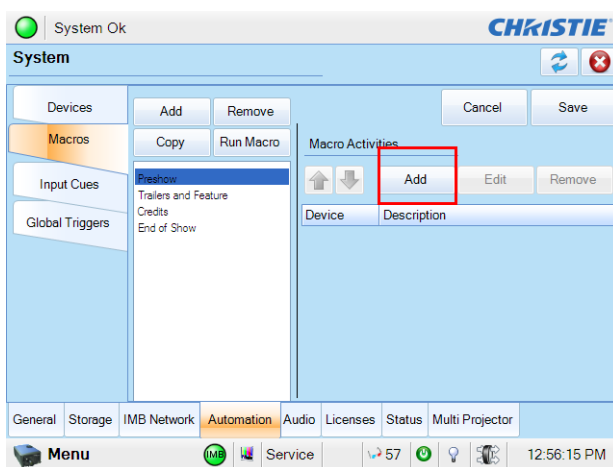 System Ok
CHRISTIE
System
Devices
Macros
Input Cues
Global Triggers
Add Remove
Copy Run Macro
Preshow
Trailers and Feature
Credits
End of Show
Cancel Save
Macro Activities
Add Edit Remove
Device Description
General Storage IMB Network Automation Audio Licenses Status Multi Projector
Menu IMB Service 57 12:56:15 PM